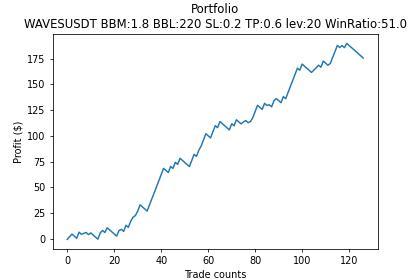 Portfolio
WAVESUSDT BBM:1.8 BBL:220 SL:0.2 TP:0.6 lev:20 WinRatio:51.0
175
150
125
100
75
50
25
0
Profit ($)
0 20 40 60 80 100 120
Trade counts